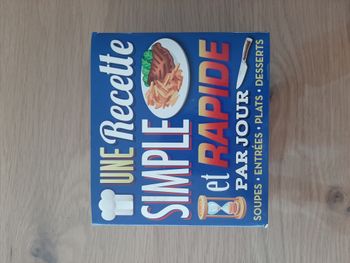 UNE Recette
SIMPLE
et RAPIDE
PAR JOUR
SOUPES • ENTRÉES • PLATS • DESSERTS